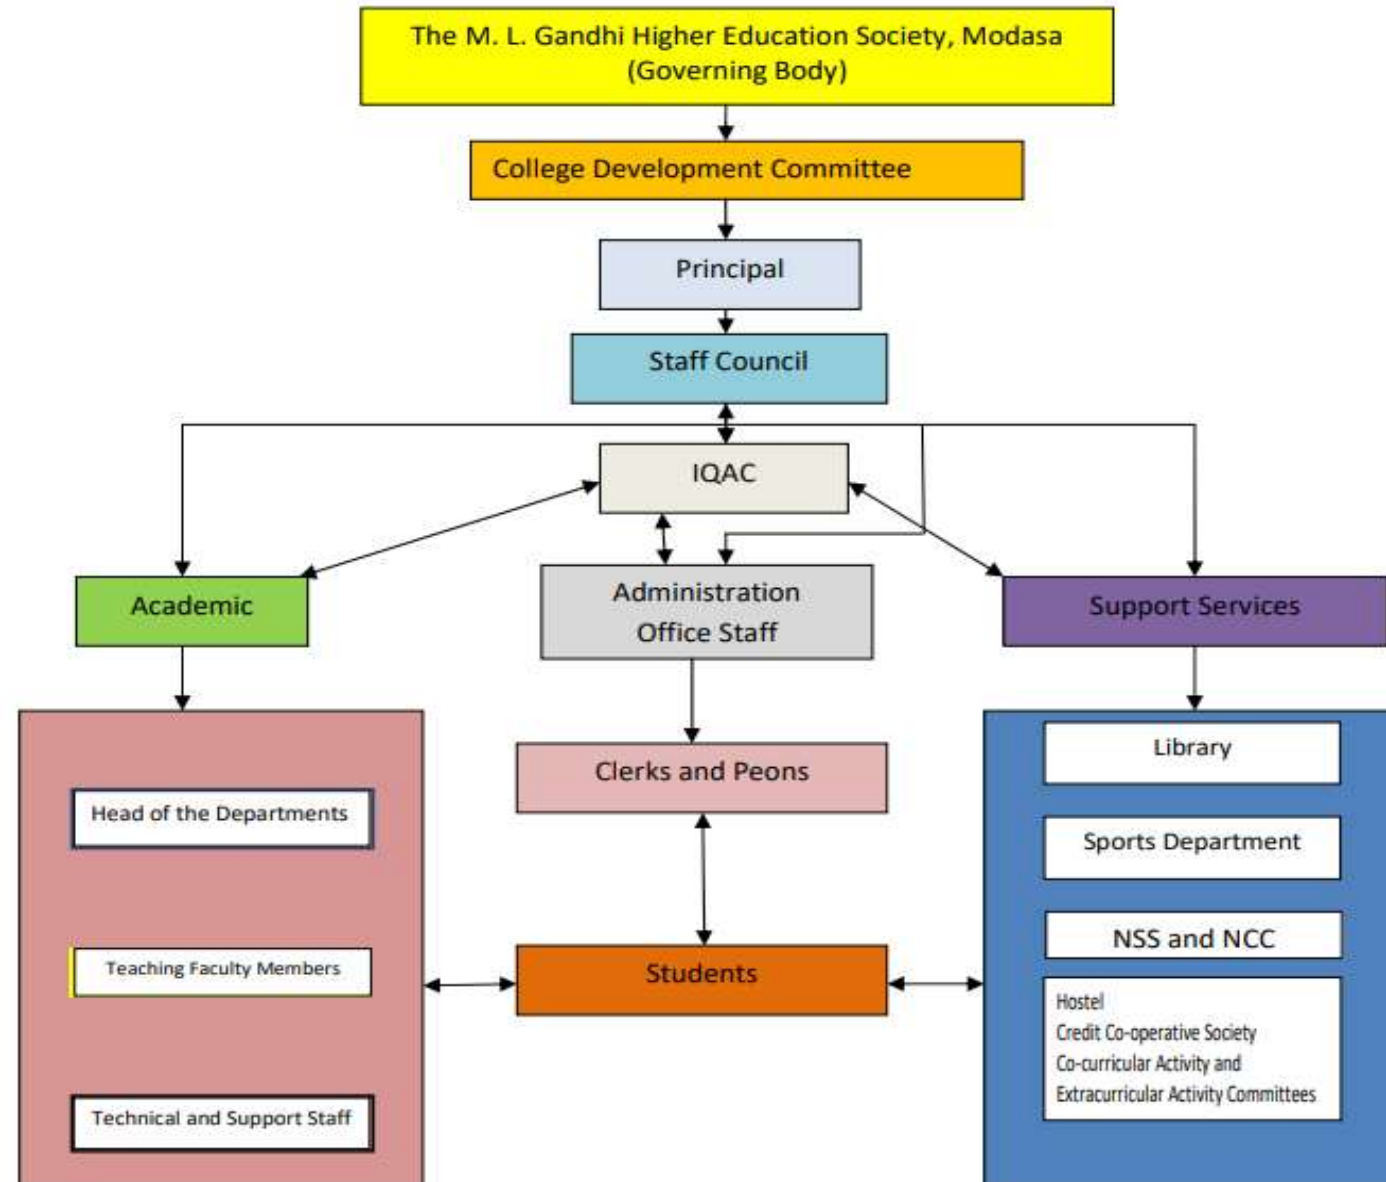 The M. L. Gandhi Higher Education Society, Modasa
(Governing Body)
College Development Committee
Principal
Staff Council
IQAC
Academic
Administration
Office Staff
Support Services
Head of the Departments
Teaching Faculty Members
Technical and Support Staff
Clerks and Peons
Students
Library
Sports Department
NSS and NCC
Hostel
Credit Co-operative Society
Co-curricular Activity and
Extracurricular Activity Committees